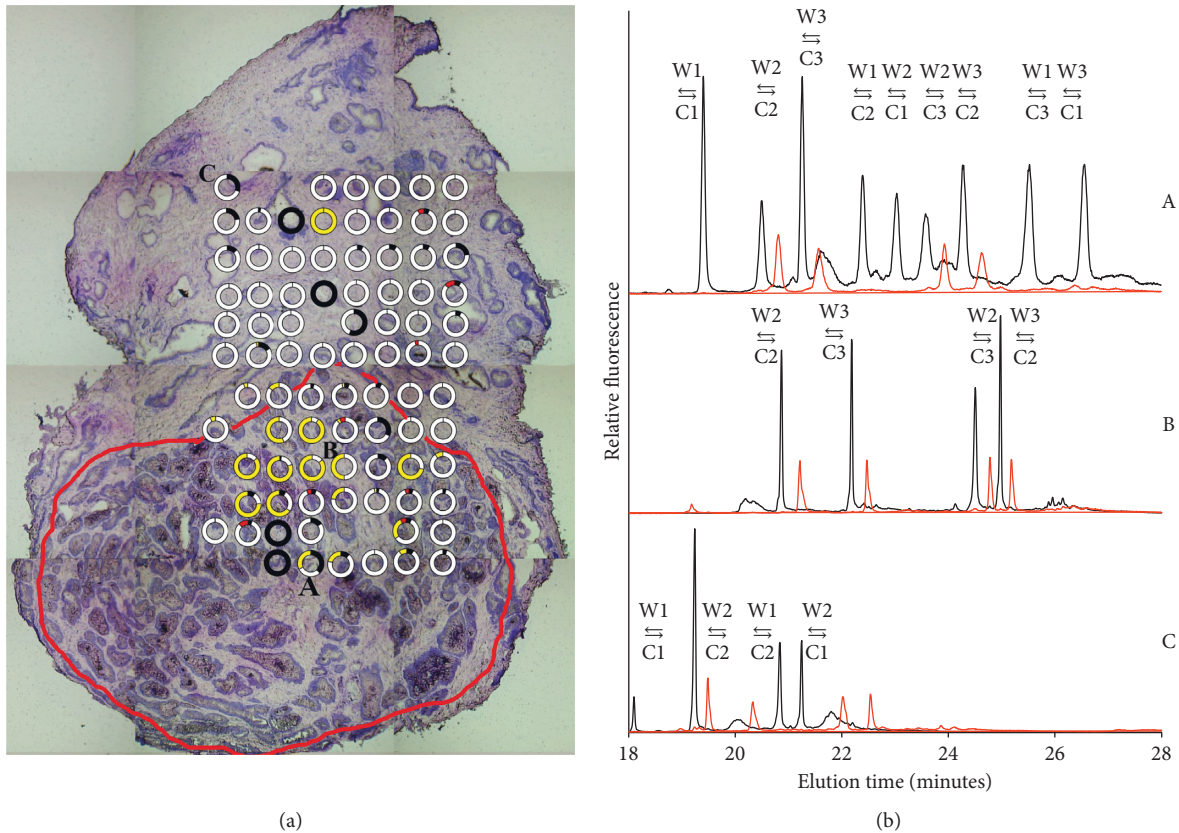 C
B
A
W3
⇆
C3
W1 W2 W1 W2 W2 W3 W1 W3
⇆ ⇆ ⇆ ⇆ ⇆ ⇆ ⇆ ⇆
C1 C2 C2 C1 C3 C2 C3 C1
A
W2 W3 W2 W3
⇆ ⇆ ⇆ ⇆
C2 C3 C3 C2
B
W1 W2 W1 W2
⇆ ⇆ ⇆ ⇆
C1 C2 C2 C1
C
Relative fluorescence
18 20 22 24 26 28
Elution time (minutes)
(a) (b)